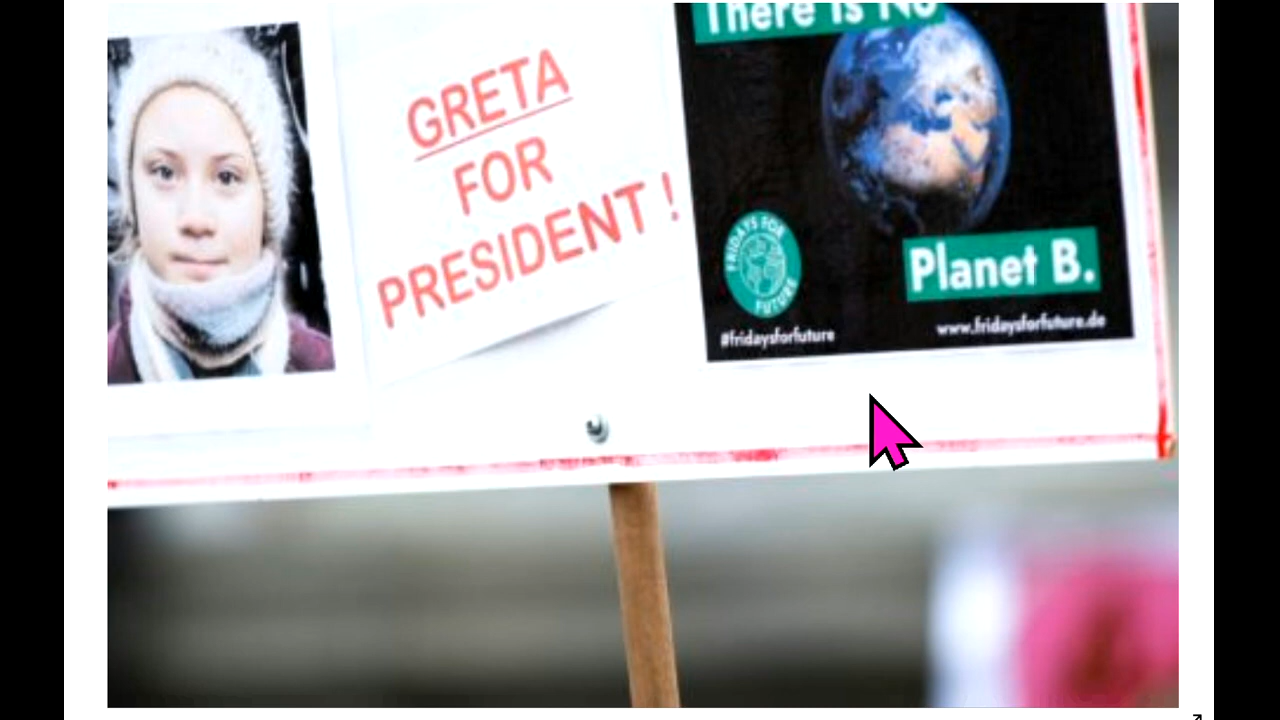 GRETA
FOR
PRESIDENT !
There is No
Planet B.
FRIDAYS FOR
FUTURE
#fridaysforfuture
www.fridaysforfuture.de